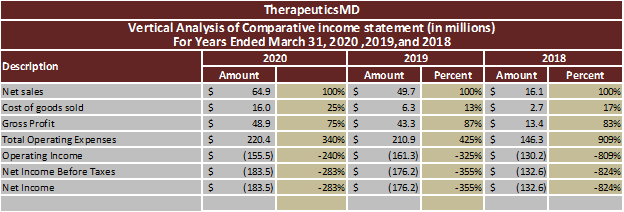 TherapeuticsMD
Vertical Analysis of Comparative income statement (in millions)
For Years Ended March 31, 2020 ,2019,and 2018
Description 2020 2019 2018
Amount Amount Percent Amount Percent
Net sales $ 64.9 100% $ 49.7 100% $ 16.1 100%
Cost of goods sold $ 16.0 25% $ 6.3 13% $ 2.7 17%
Gross Profit $ 48.9 75% $ 43.3 87% $ 13.4 83%
Total Operating Expenses $ 220.4 340% $ 210.9 425% $ 146.3 909%
Operating Income $ (155.5) -240% $ (161.3) -325% $ (130.2) -809%
Net Income Before Taxes $ (183.5) -283% $ (176.2) -355% $ (132.6) -824%
Net Income $ (183.5) -283% $ (176.2) -355% $ (132.6) -824%